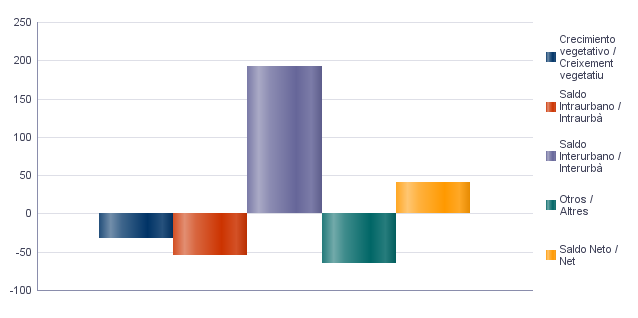 250
200
150
100
50
0
-50
-100
Crecimiento
vegetativo /
Creixement
vegetatiu
Saldo
Intraurbano /
Intraurbà
Saldo
Interurbano /
Interurbà
Otros /
Altres
Saldo Neto /
Net